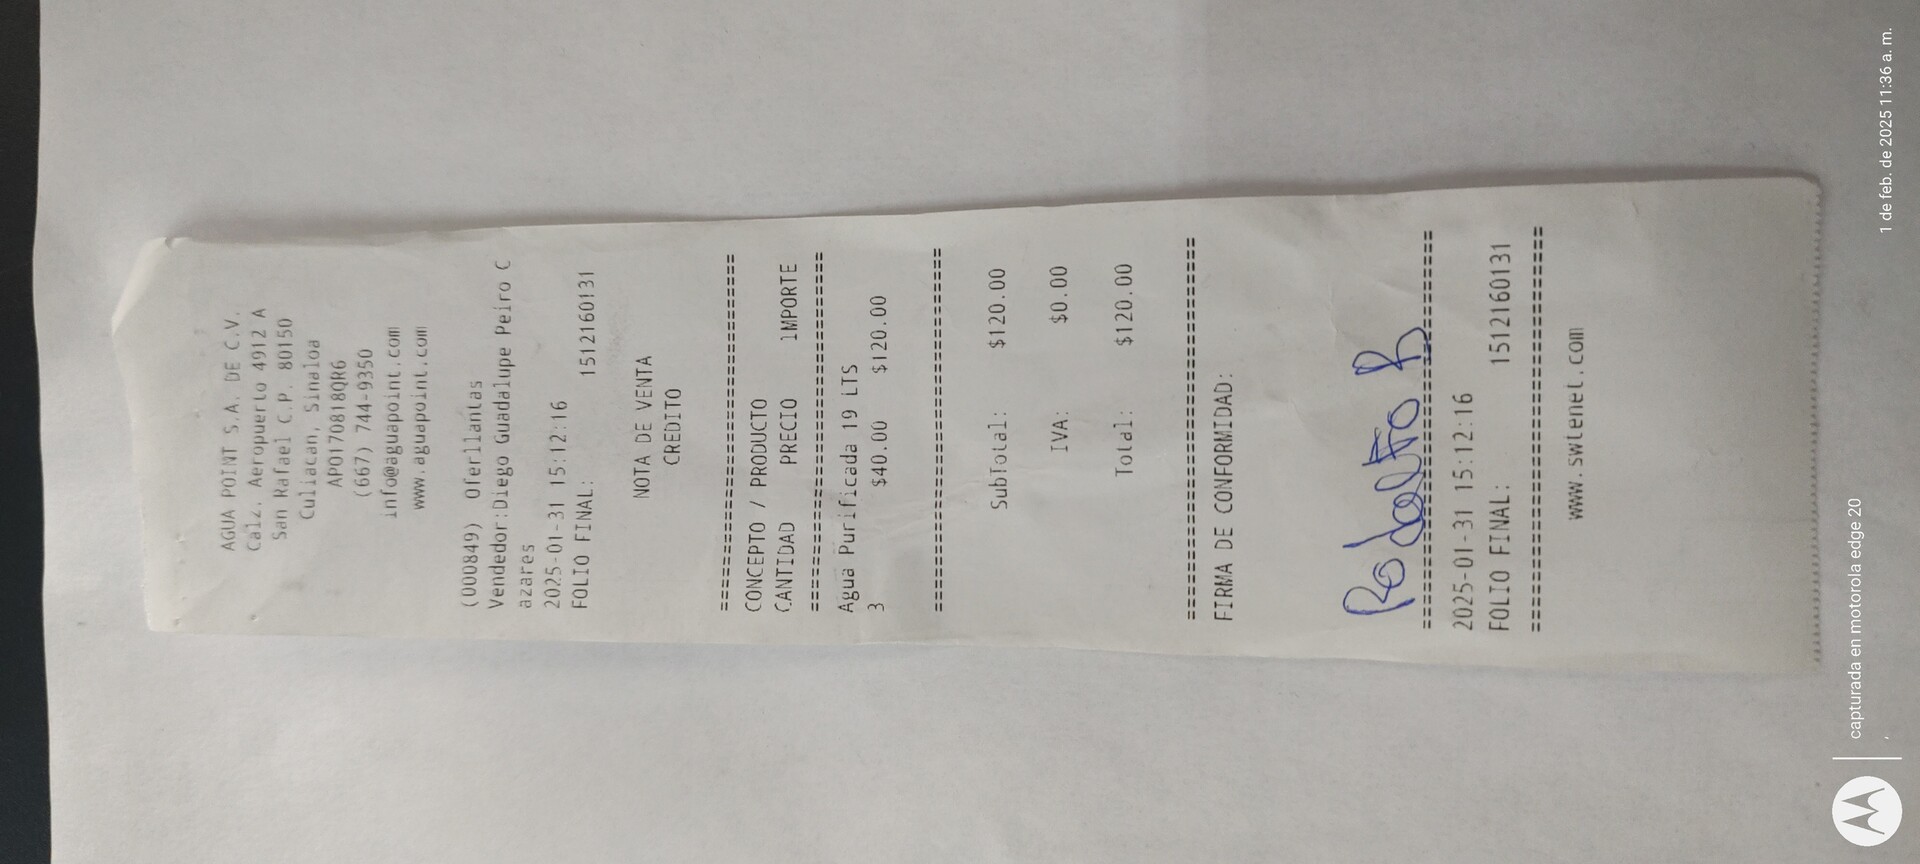 AGUA POINT S.A. DE C.V.
Calz. Aeropuerto 4912 A
San Rafael C.P. 80150
Culiacan, Sinaloa
APO170818QR6
(667) 744-9350
info@aguapoint.com
www.aguapoint.com
(000849) Oferllantas
Vendedor:Diego Guadalupe Peiro C
azares
2025-01-31 15:12:16
FOLIO FINAL: 1512160131
NOTA DE VENTA
CREDITO
================================
CONCEPTO / PRODUCTO
CANTIDAD PRECIO IMPORTE
================================
Agua Purificada 19 LTS
3 $40.00 $120.00
================================
SubTotal: $120.00
IVA: $0.00
Total: $120.00
================================
FIRMA DE CONFORMIDAD:
Rodolfo R
================================
2025-01-31 15:12:16
FOLIO FINAL: 1512160131
================================
www.swtenet.com
capturada en motorola edge 20
1 de feb. de 2025 11:36 a. m.